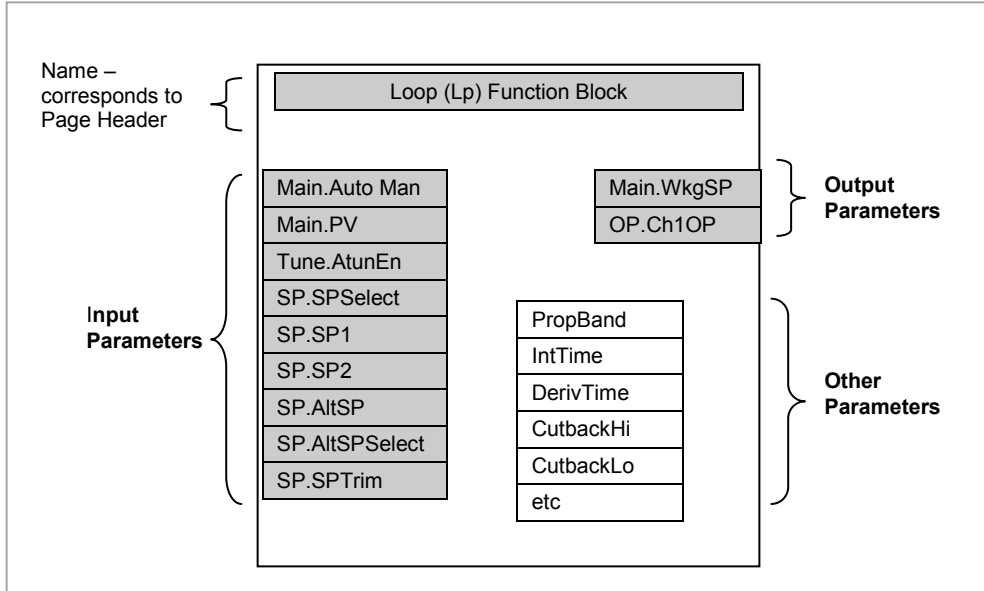 Name –
corresponds to
Page Header
Loop (Lp) Function Block
Input
Parameters
Main.Auto Man
Main.PV
Tune.AtunEn
SP.SPSelect
SP.SP1
SP.SP2
SP.AltSP
SP.AltSPSelect
SP.SPTrim
Main.WkgSP
OP.Ch1OP
Output
Parameters
PropBand
IntTime
DerivTime
CutbackHi
CutbackLo
etc
Other
Parameters